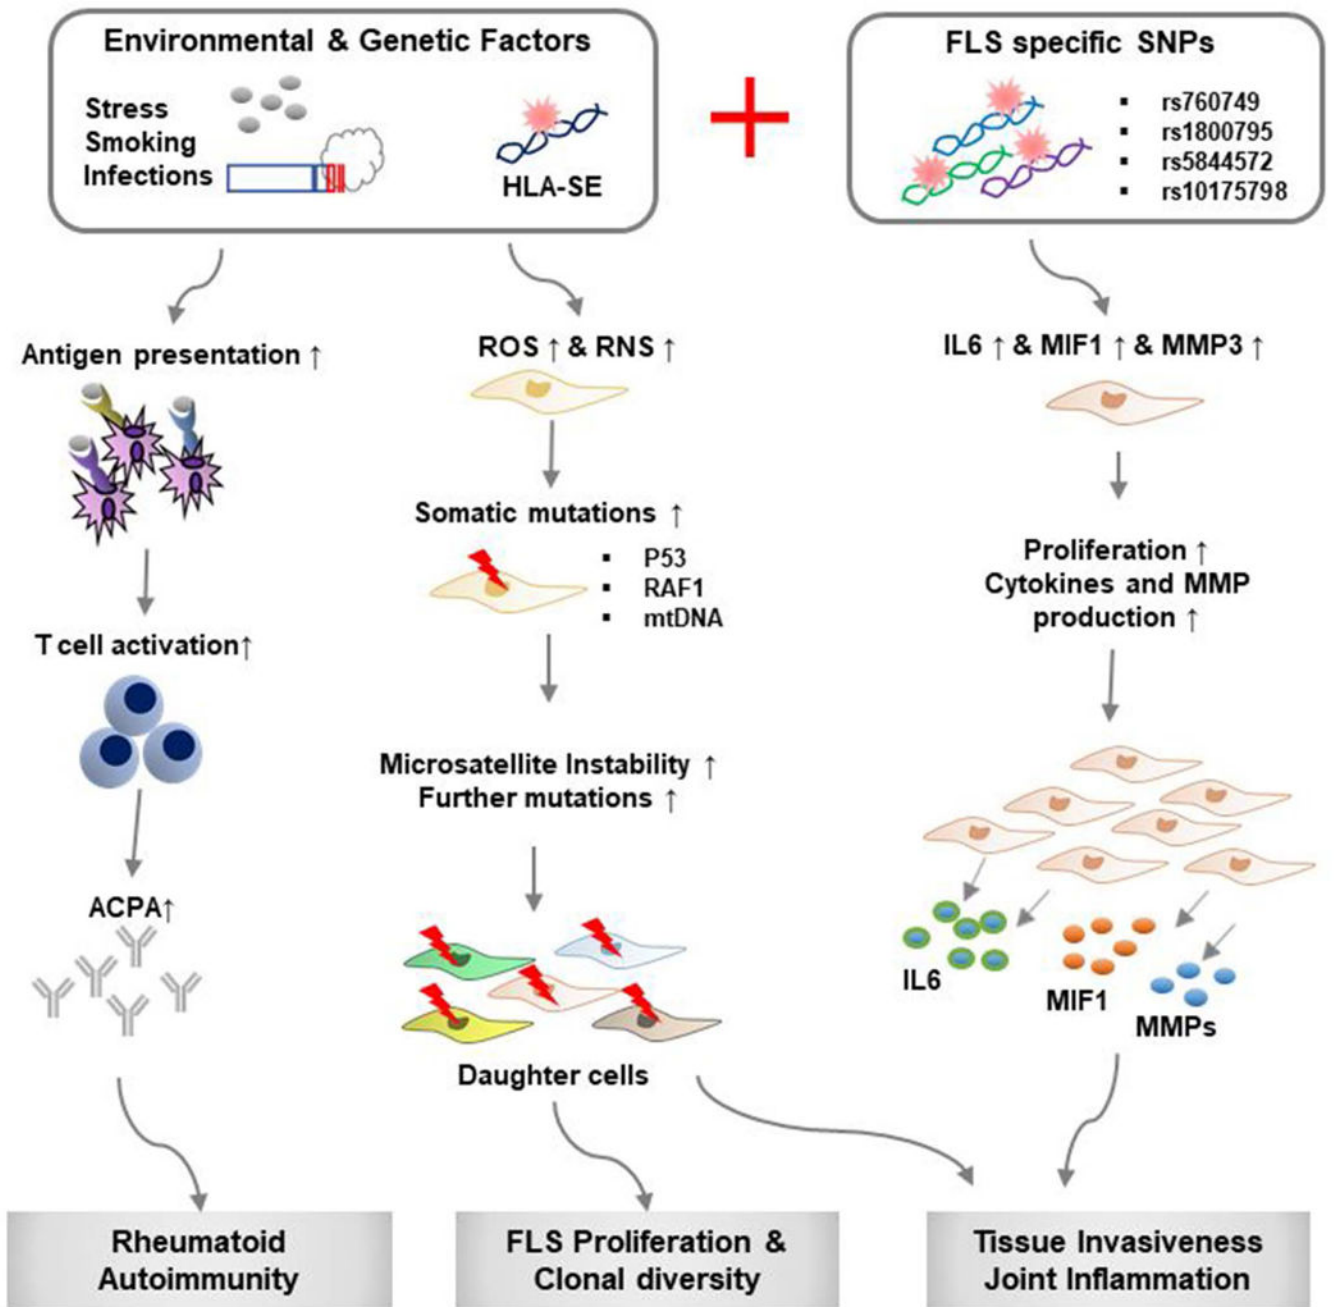 Environmental & Genetic Factors
Stress
Smoking
Infections
HLA-SE
FLS specific SNPs
▪ rs760749
▪ rs1800795
▪ rs5844572
▪ rs10175798
Antigen presentation ↑
T cell activation↑
ACPA↑
Rheumatoid
Autoimmunity
ROS ↑ & RNS ↑
Somatic mutations ↑
▪ P53
▪ RAF1
▪ mtDNA
Microsatellite Instability ↑
Further mutations ↑
Daughter cells
FLS Proliferation &
Clonal diversity
IL6 ↑ & MIF1 ↑ & MMP3 ↑
Proliferation ↑
Cytokines and MMP
production ↑
IL6
MIF1
MMPs
Tissue Invasiveness
Joint Inflammation